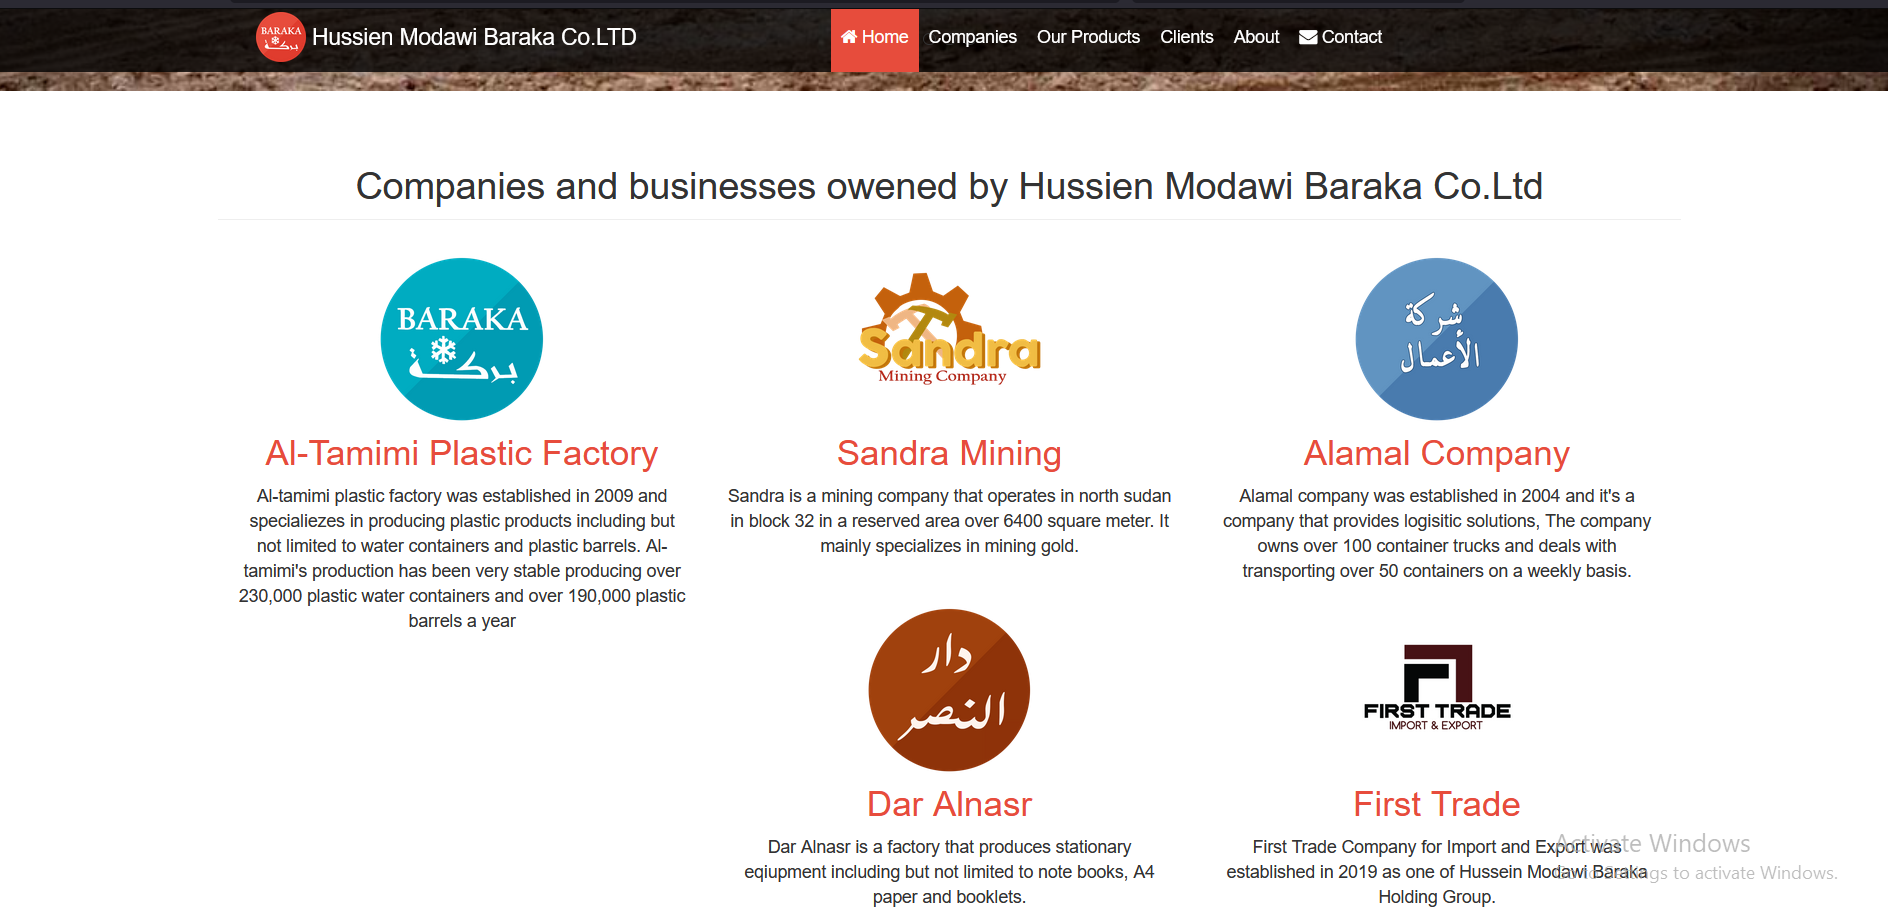 BARAKA
بركة
Hussien Modawi Baraka Co.LTD
Home Companies Our Products Clients About Contact
Companies and businesses owened by Hussien Modawi Baraka Co.Ltd
BARAKA
بركة
Al-Tamimi Plastic Factory
Al-tamimi plastic factory was established in 2009 and
specialiezes in producing plastic products including but
not limited to water containers and plastic barrels. Al-
tamimi's production has been very stable producing over
230,000 plastic water containers and over 190,000 plastic
barrels a year
Sandra
Mining Company
Sandra Mining
Sandra is a mining company that operates in north sudan
in block 32 in a reserved area over 6400 square meter. It
mainly specializes in mining gold.
شركة
الأعمال
Alamal Company
Alamal company was established in 2004 and it's a
company that provides logisitic solutions, The company
owns over 100 container trucks and deals with
transporting over 50 containers on a weekly basis.
دار
النصر
Dar Alnasr
Dar Alnasr is a factory that produces stationary
eqiupment including but not limited to note books, A4
paper and booklets.
FIRST TRADE
IMPORT & EXPORT
First Trade
First Trade Company for Import and Export was
established in 2019 as one of Hussein Modawi Baraka
Holding Group.
Activate Windows
Go to Settings to activate Windows.